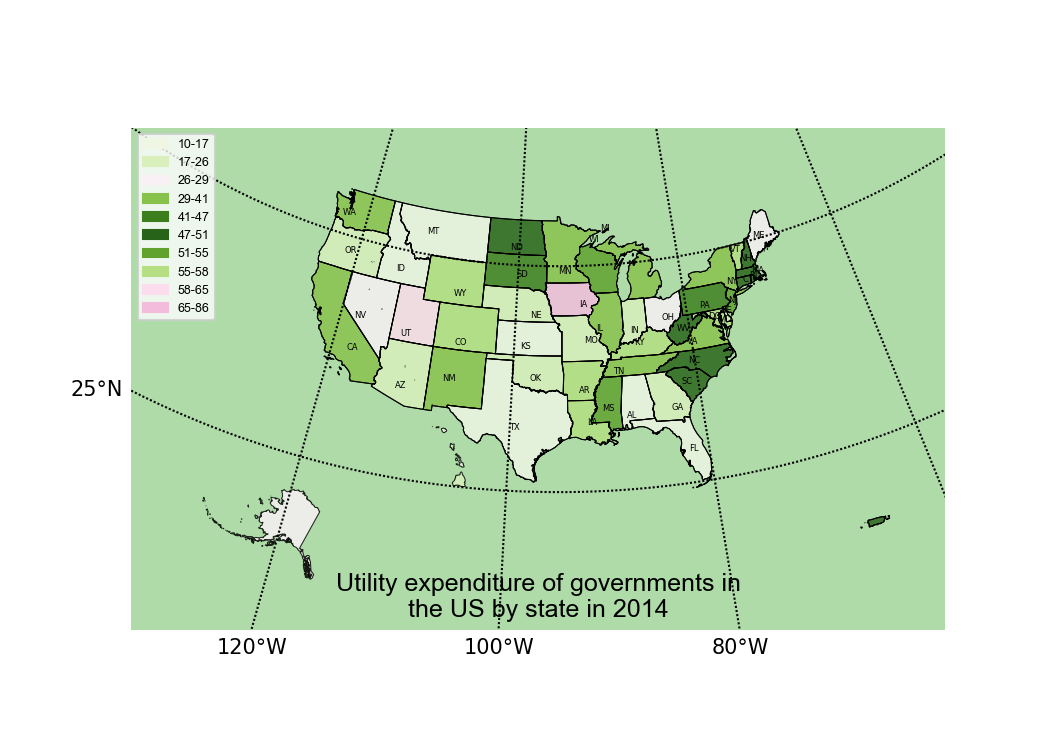 10-17
17-26
26-29
29-41
41-47
47-51
51-55
55-58
58-65
65-86
WA
MT
ND
MI
WI
ME
OR
ID
SD
MN
VT
NH
NV
WY
NE
IA
PA
NY
UT
CA
CO
KS
MO
IL
IN
OH
WV
VA
KY
AZ
NM
OK
AR
TN
NC
SC
TX
LA
MS
AL
GA
FL
25°N
Utility expenditure of governments in
the US by state in 2014
120°W
100°W
80°W